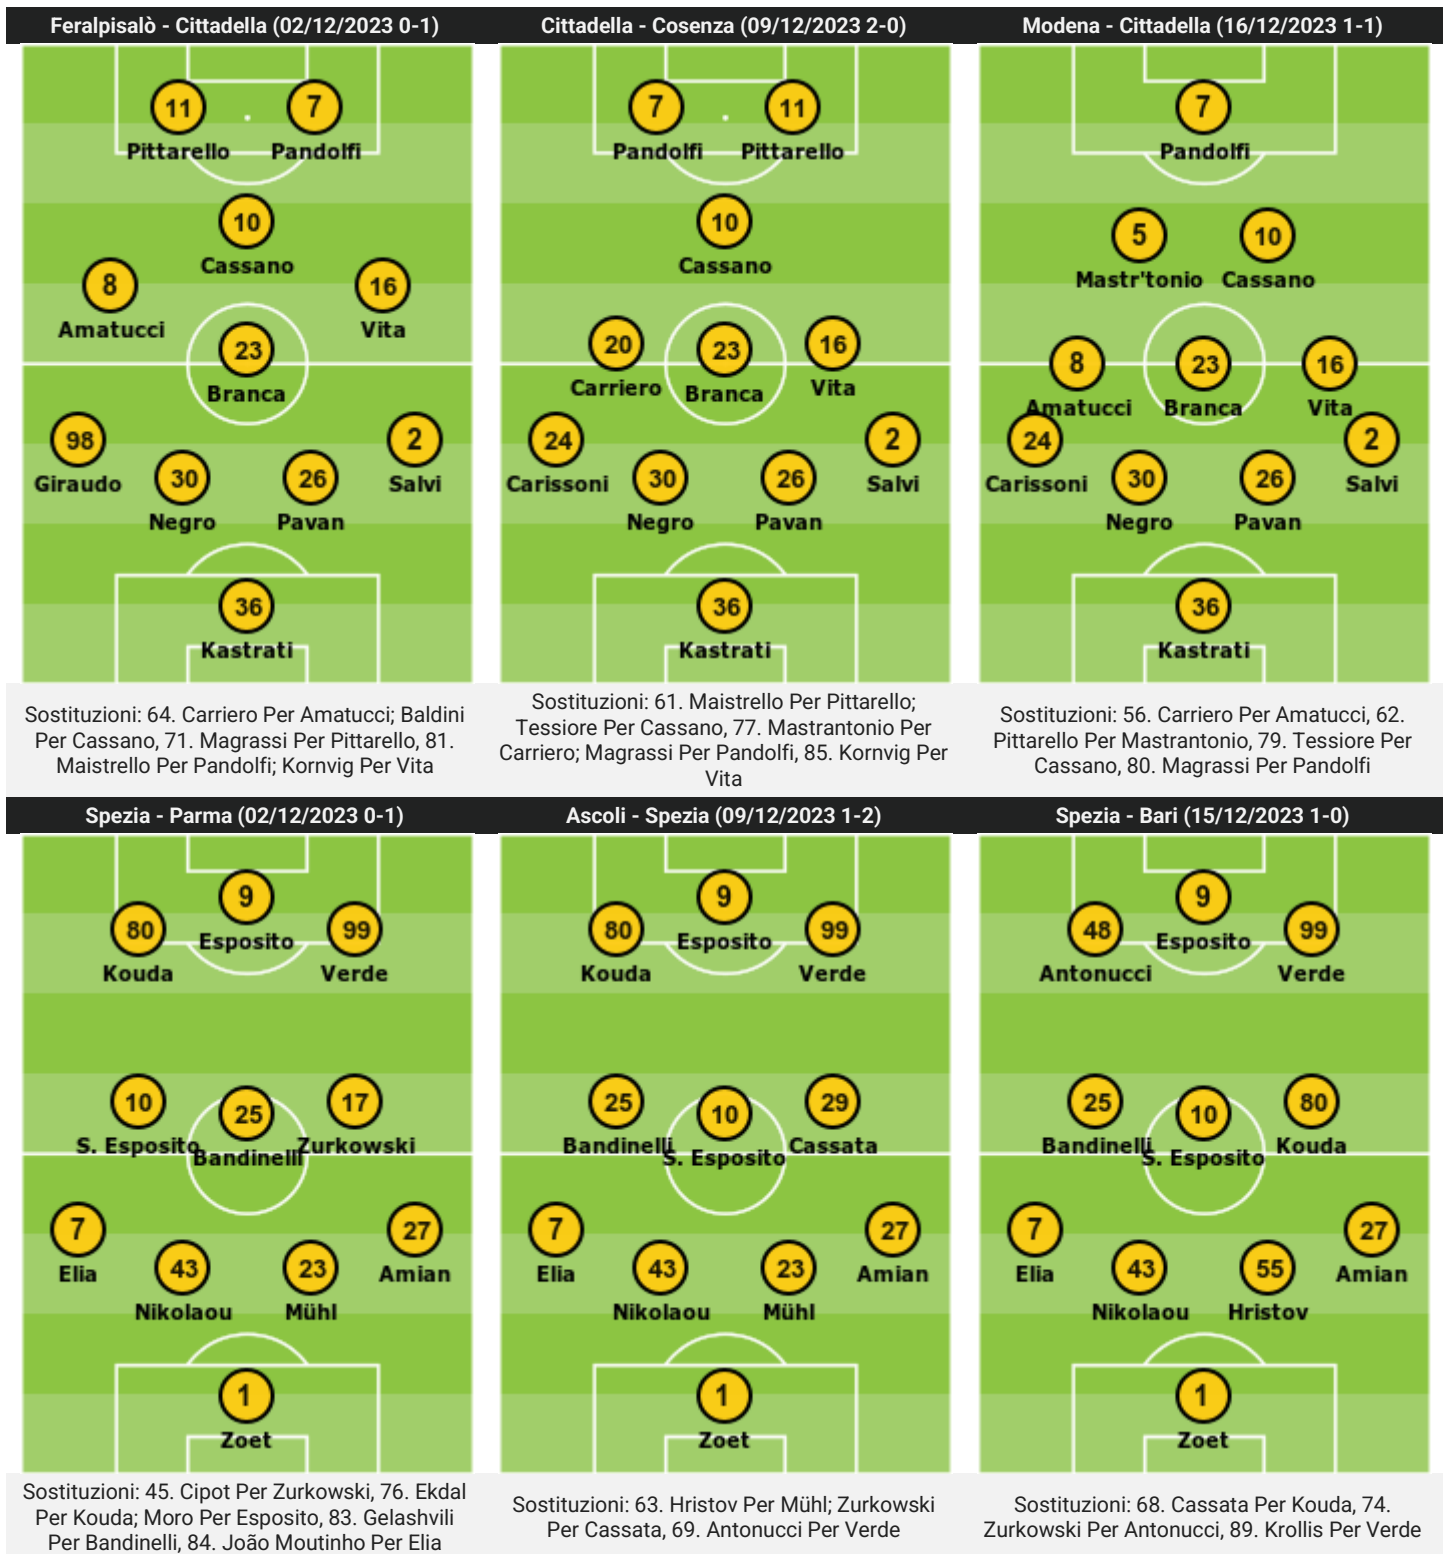 Feralpisalò - Cittadella (02/12/2023 0-1)
11
7
Pittarello
Pandolfi
10
Cassano
8
16
Amatucci
Vita
23
Branca
98
2
Giraudo
30
26
Salvi
Negro
Pavan
36
Kastrati
Sostituzioni: 64. Carriero Per Amatucci; Baldini
Per Cassano, 71. Magrassi Per Pittarello, 81.
Maistrello Per Pandolfi; Kornvig Per Vita
Cittadella - Cosenza (09/12/2023 2-0)
7
11
Pandolfi
Pittarello
10
Cassano
20
23
16
Carriero
Branca
Vita
24
2
Carissoni
30
26
Salvi
Negro
Pavan
36
Kastrati
Sostituzioni: 61. Maistrello Per Pittarello;
Tessiore Per Cassano, 77. Mastrantonio Per
Carriero; Magrassi Per Pandolfi, 85. Kornvig Per
Vita
Modena - Cittadella (16/12/2023 1-1)
7
Pandolfi
5
10
Mastr'tonio
Cassano
8
23
16
Amatucci
Branca
Vita
24
2
Carissoni
30
26
Salvi
Negro
Pavan
36
Kastrati
Sostituzioni: 56. Carriero Per Amatucci, 62.
Pittarello Per Mastrantonio, 79. Tessiore Per
Cassano, 80. Magrassi Per Pandolfi
Spezia - Parma (02/12/2023 0-1)
9
80
99
Esposito
Kouda
Verde
10
25
17
S. Esposito
Bandinelli
Zurkowski
7
27
Elia
43
23
Amian
Nikolaou
Mühl
1
Zoet
Sostituzioni: 45. Cipot Per Zurkowski, 76. Ekdal
Per Kouda; Moro Per Esposito, 83. Gelashvili
Per Bandinelli, 84. João Moutinho Per Elia
Ascoli - Spezia (09/12/2023 1-2)
9
80
99
Esposito
Kouda
Verde
25
10
29
Bandinelli
S. Esposito
Cassata
7
27
Elia
43
23
Amian
Nikolaou
Mühl
1
Zoet
Sostituzioni: 63. Hristov Per Mühl; Zurkowski
Per Cassata, 69. Antonucci Per Verde
Spezia - Bari (15/12/2023 1-0)
9
48
99
Esposito
Antonucci
Verde
25
10
80
Bandinelli
S. Esposito
Kouda
7
27
Elia
43
55
Amian
Nikolaou
Hristov
1
Zoet
Sostituzioni: 68. Cassata Per Kouda, 74.
Zurkowski Per Antonucci, 89. Krollis Per Verde